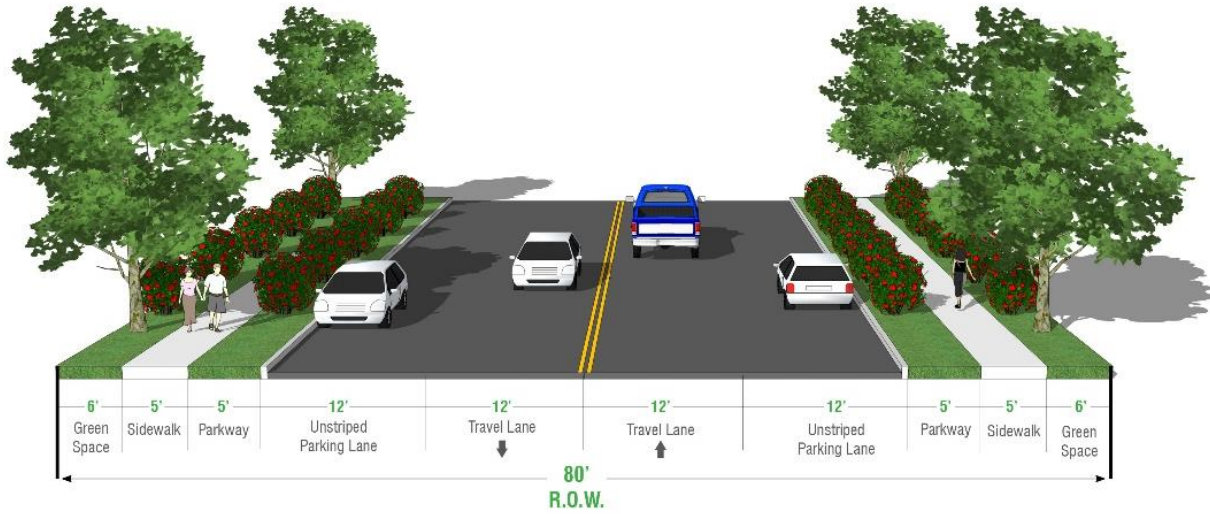 6' 5' 5' 12' 12' 12' 12' 5' 5' 6'
Green Space
Sidewalk
Parkway
Unstriped Parking Lane
Travel Lane
Travel Lane
Unstriped Parking Lane
Parkway
Sidewalk
Green Space
80'
R.O.W.